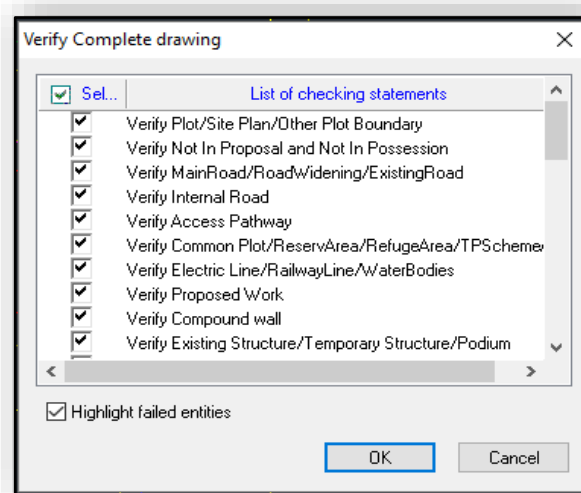 Verify Complete drawing
Sel... List of checking statements
Verify Plot/Site Plan/Other Plot Boundary
Verify Not In Proposal and Not In Possession
Verify MainRoad/RoadWidening/ExistingRoad
Verify Internal Road
Verify Access Pathway
Verify Common Plot/ReservArea/RefugeArea/TPScheme/
Verify Electric Line/RailwayLine/WaterBodies
Verify Proposed Work
Verify Compound wall
Verify Existing Structure/Temporary Structure/Podium
Highlight failed entities
OK Cancel